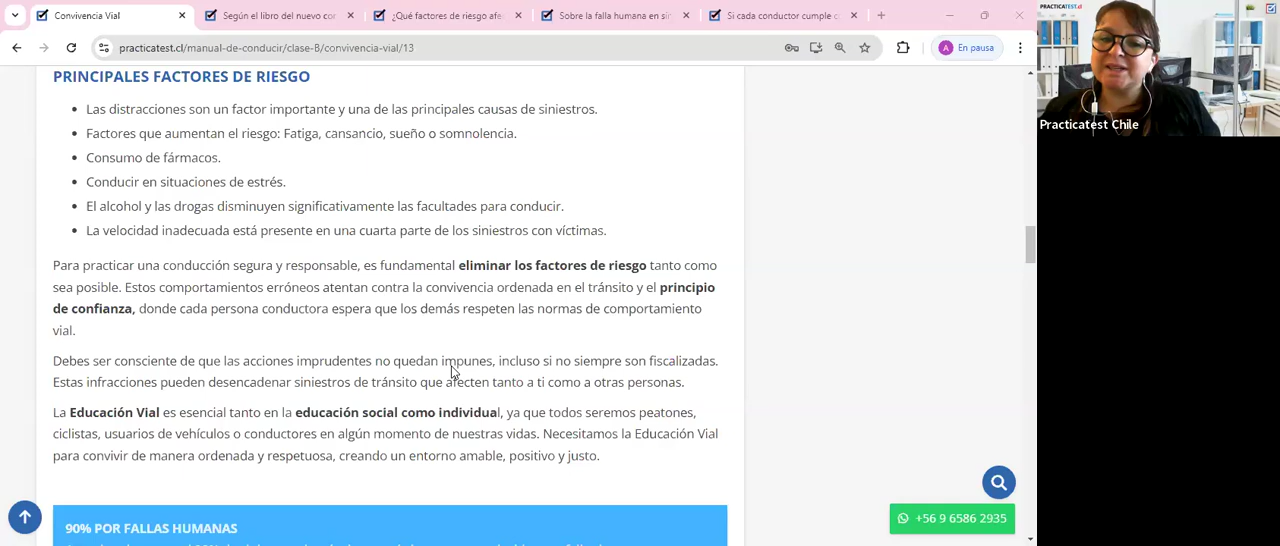 Convivencia Vial
Según el libro del nuevo con
¿Qué factores de riesgo afe
Sobre la falla humana en sin
Si cada conductor cumple c
practicatest.cl/manual-de-conducir/clase-B/convivencia-vial/13
A En pausa
PRACTICATEST.CL
Practicatest Chile
PRINCIPALES FACTORES DE RIESGO
Las distracciones son un factor importante y una de las principales causas de siniestros.
Factores que aumentan el riesgo: Fatiga, cansancio, sueño o somnolencia.
Consumo de fármacos.
Conducir en situaciones de estrés.
El alcohol y las drogas disminuyen significativamente las facultades para conducir.
La velocidad inadecuada está presente en una cuarta parte de los siniestros con víctimas.
Para practicar una conducción segura y responsable, es fundamental eliminar los factores de riesgo tanto como
sea posible. Estos comportamientos erróneos atentan contra la convivencia ordenada en el tránsito y el principio
de confianza, donde cada persona conductora espera que los demás respeten las normas de comportamiento
vial.
Debes ser consciente de que las acciones imprudentes no quedan impunes, incluso si no siempre son fiscalizadas.
Estas infracciones pueden desencadenar siniestros de tránsito que afecten tanto a ti como a otras personas.
La Educación Vial es esencial tanto en la educación social como individual, ya que todos seremos peatones,
ciclistas, usuarios de vehículos o conductores en algún momento de nuestras vidas. Necesitamos la Educación Vial
para convivir de manera ordenada y respetuosa, creando un entorno amable, positivo y justo.
90% POR FALLAS HUMANAS
+56 9 6586 2935